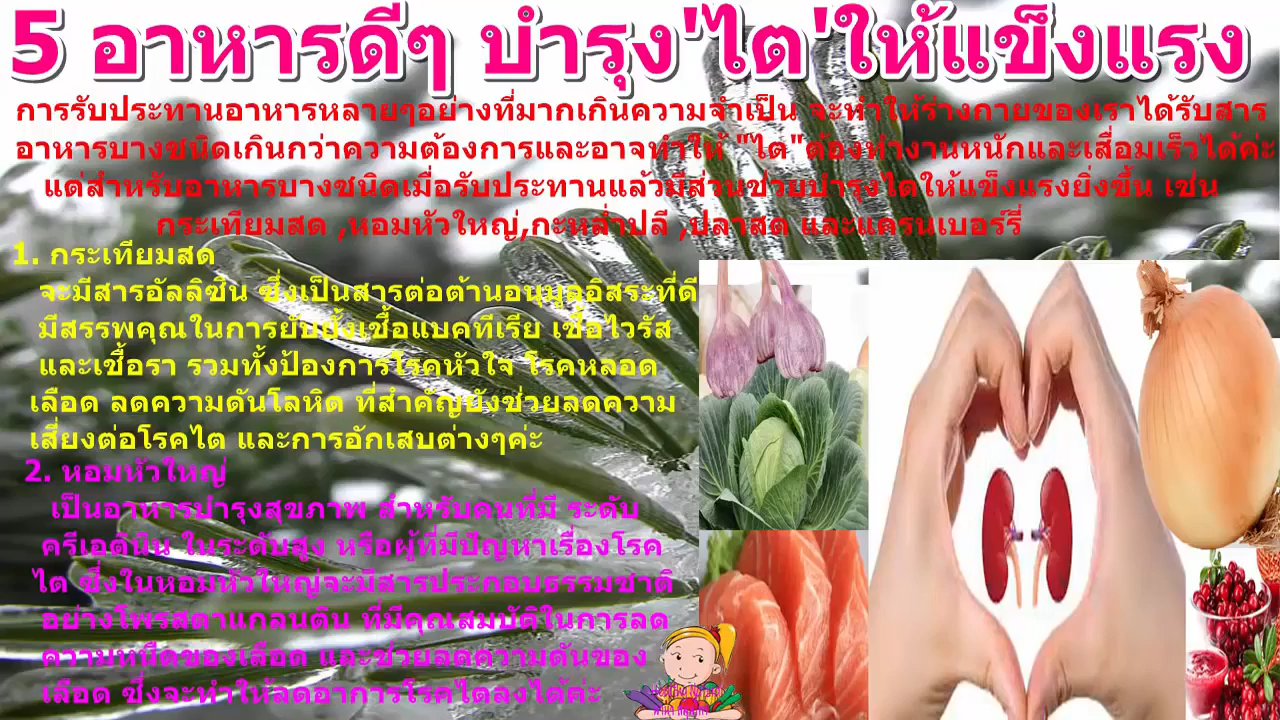 5 อาหารดีๆ บำรุง'ไต'ให้แข็งแรง
การรับประทานอาหารหลายๆอย่างที่มากเกินความจำเป็น จะทำให้ร่างกายของเราได้รับสาร
อาหารบางชนิดเกินกว่าความต้องการและอาจทำให้ "ไต"ต้องทำงานหนักและเสื่อมเร็วได้ค่ะ
แต่สำหรับอาหารบางชนิดเมื่อรับประทานแล้วมีส่วนช่วยบำรุงไตให้แข็งแรงยิ่งขึ้น เช่น
กระเทียมสด ,หอมหัวใหญ่,กะหล่ำปลี ,ปลาสด และแครนเบอร์รี่
1. กระเทียมสด
จะมีสารอัลลิซิน ซึ่งเป็นสารต่อต้านอนุมูลอิสระที่ดี
มีสรรพคุณในการยับยั้งเชื้อแบคทีเรีย เชื้อไวรัส
และเชื้อรา รวมทั้งป้องการโรคหัวใจ โรคหลอด
เลือด ลดความดันโลหิต ที่สำคัญยังช่วยลดความ
เสี่ยงต่อโรคไต และการอักเสบต่างๆค่ะ
2. หอมหัวใหญ่
เป็นอาหารบำรุงสุขภาพ สำหรับคนที่มี ระดับ
ครีเอตินิน ในระดับสูง หรือผู้ที่มีปัญหาเรื่องโรค
ไต ซึ่งในหอมหัวใหญ่จะมีสารประกอบธรรมชาติ
อย่างโพรสตาแกลนติน ที่มีคุณสมบัติในการลด
ความหนืดของเลือด และช่วยลดความดันของ
เลือด ซึ่งจะทำให้ลดอาการโรคไตลงได้ค่ะ